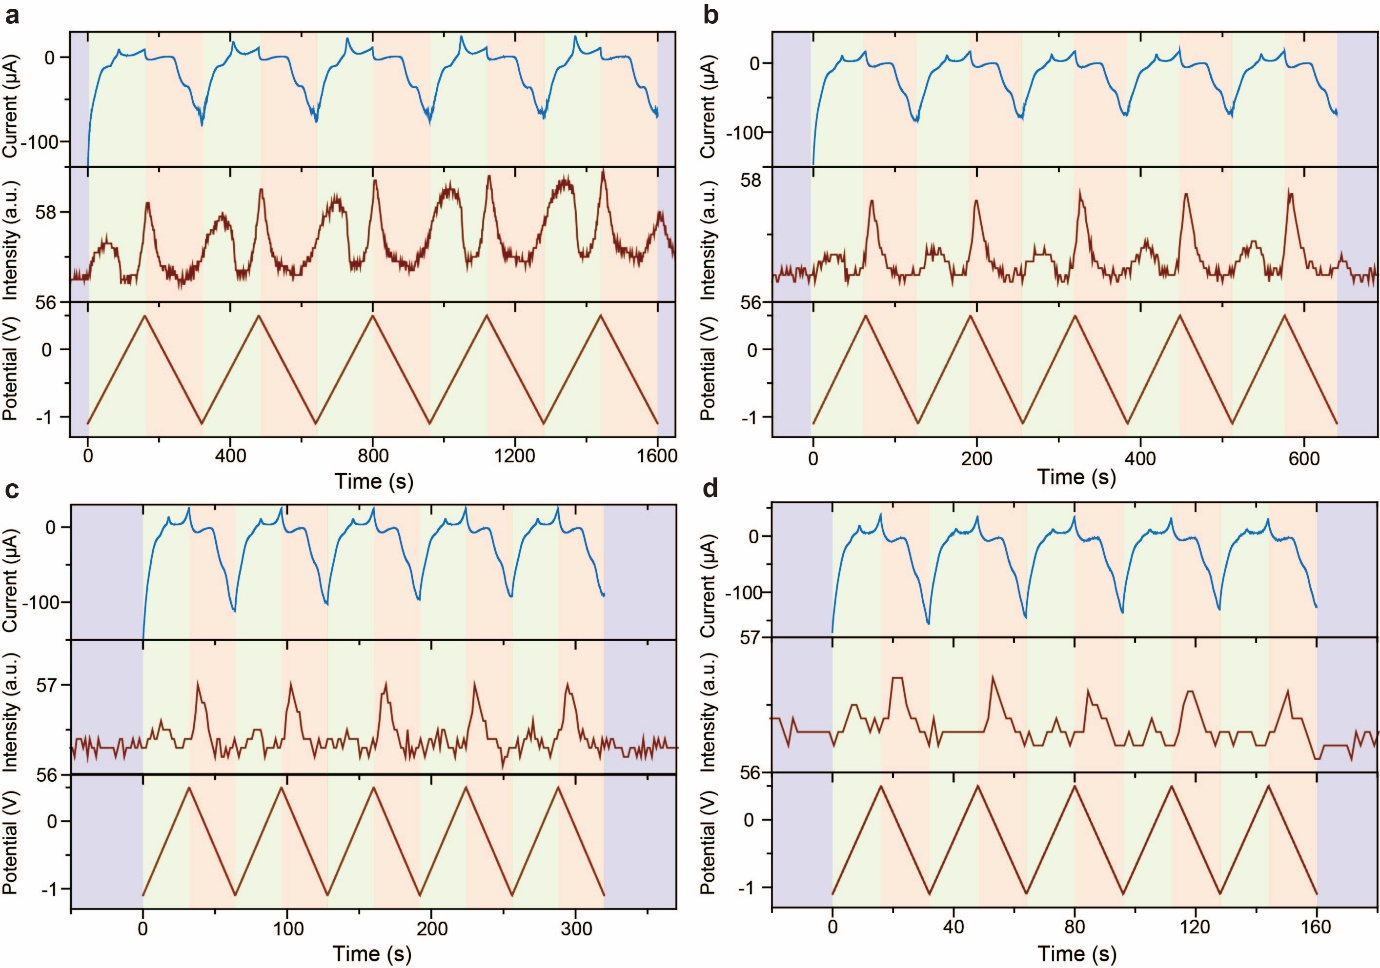 a
Current (µA)
0
-100
Intensity (a.u.)
58
56
Potential (V)
0
-1
0 400 800 1200 1600
Time (s)
b
Current (µA)
0
-100
Intensity (a.u.)
58
56
Potential (V)
0
-1
0 200 400 600
Time (s)
c
Current (µA)
0
-100
Intensity (a.u.)
57
56
Potential (V)
0
-1
0 100 200 300
Time (s)
d
Current (µA)
0
-100
Intensity (a.u.)
57
56
Potential (V)
0
-1
0 40 80 120 160
Time (s)